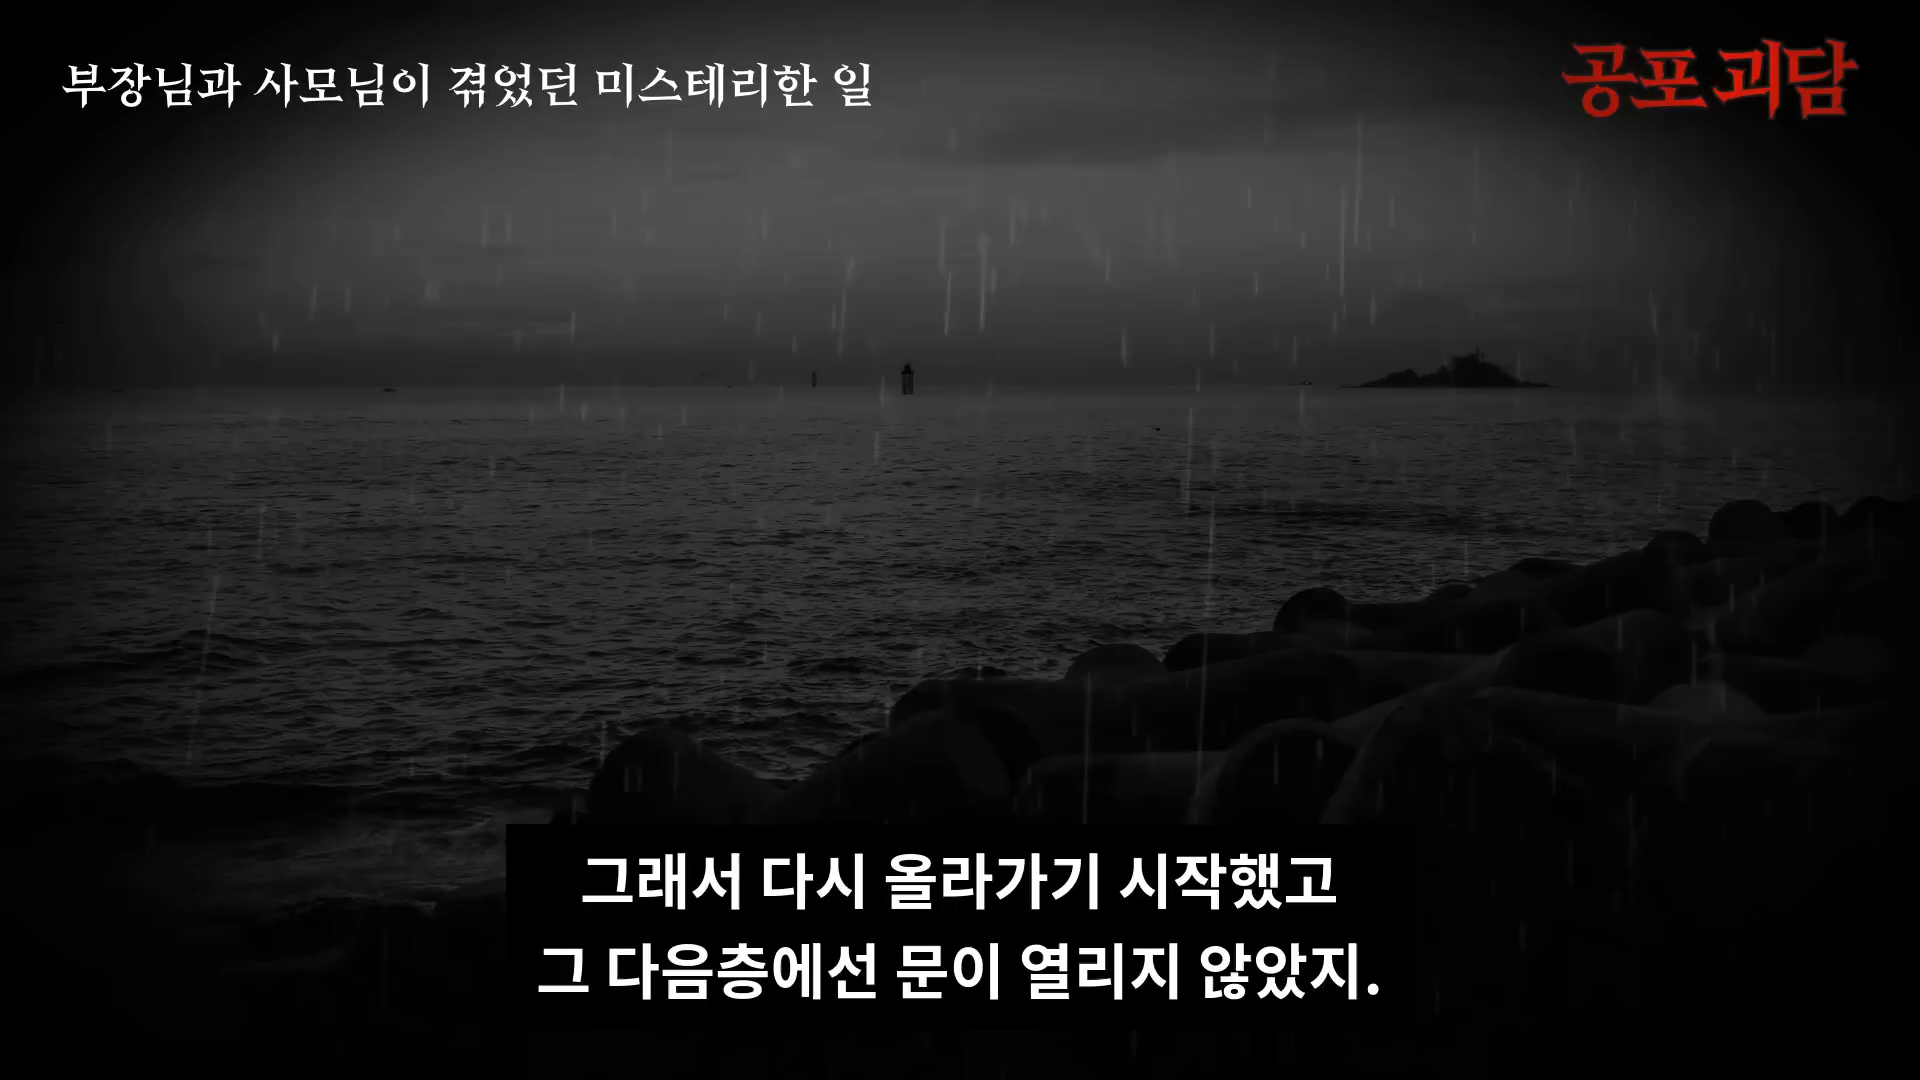 부장님과 사모님이 겪었던 미스테리한 일
공포 괴담
그래서 다시 올라가기 시작했고
그 다음층에선 문이 열리지 않았지.